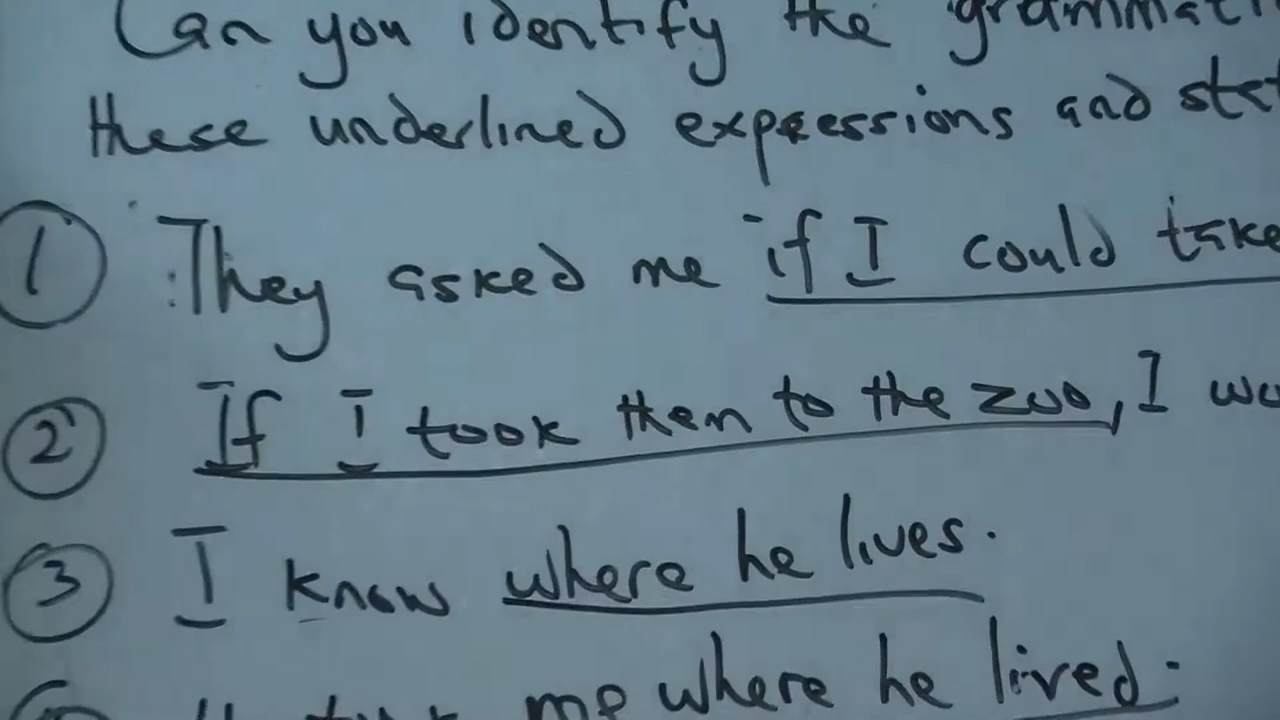 Can you identify the
these underlined expressions and
1 They asked me if I could take
2 If I took them to the zoo, I
3 I know where he lives.
me where he lived.